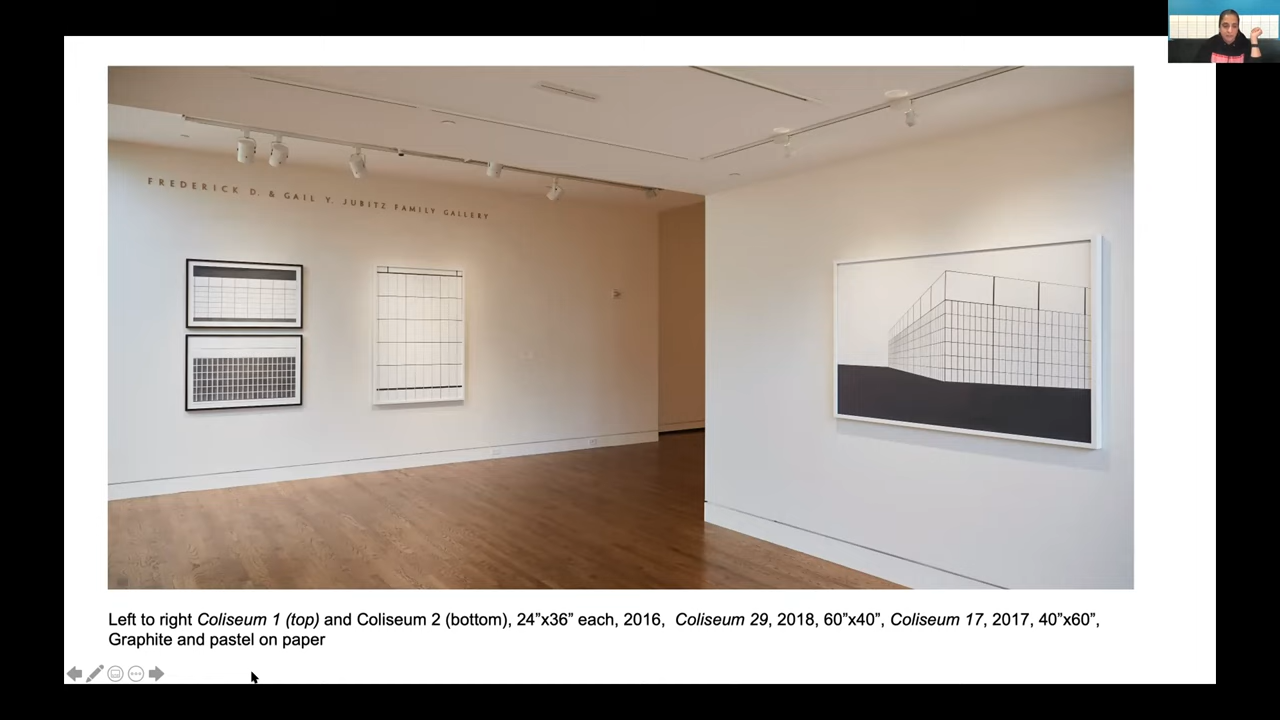 FREDERICK D. & GAIL Y. JUBITZ FAMILY GALLERY
Left to right Coliseum 1 (top) and Coliseum 2 (bottom), 24”x36” each, 2016,  Coliseum 29, 2018, 60”x40”, Coliseum 17, 2017, 40”x60”,
Graphite and pastel on paper